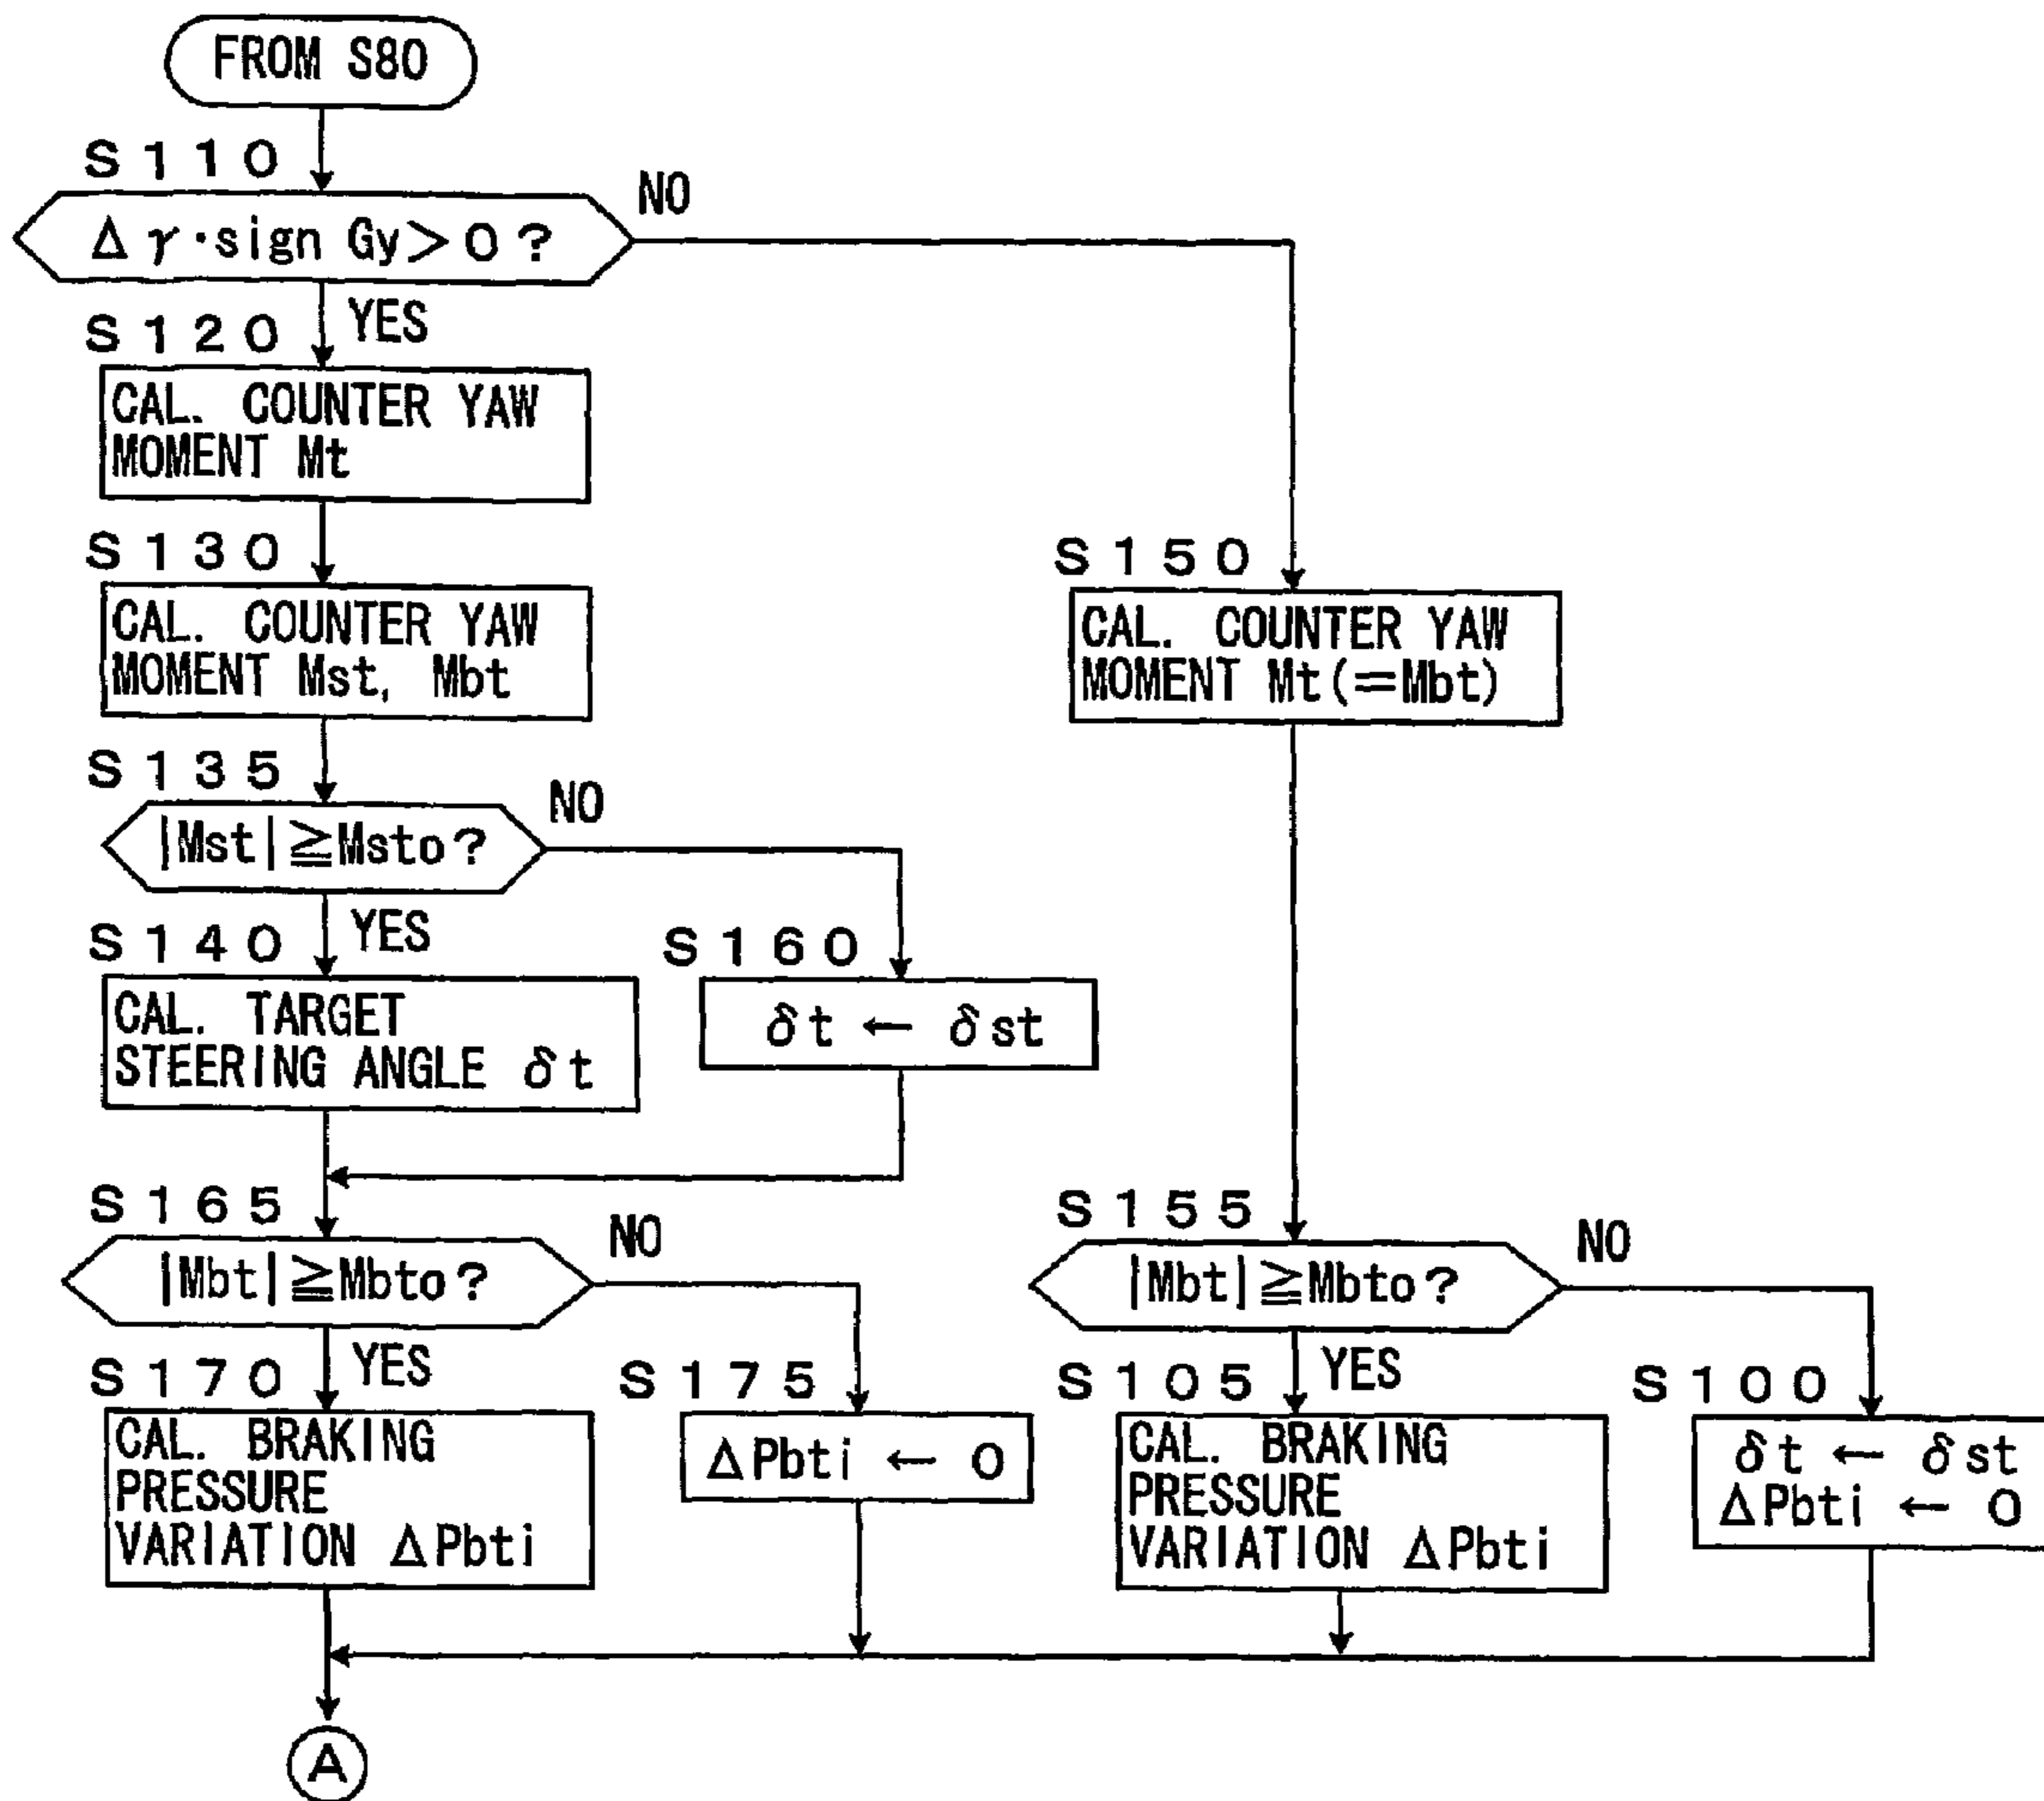 FROM S80
S110
Δγ·sign Gy>0?
NO
YES
S120
CAL. COUNTER YAW
MOMENT Mt
S130
CAL. COUNTER YAW
MOMENT Mst, Mbt
S150
CAL. COUNTER YAW
MOMENT Mt(=Mbt)
S135
|Mst|≧Msto?
NO
YES
S140
CAL. TARGET
STEERING ANGLE δt
S160
δt ← δst
S165
|Mbt|≧Mbto?
NO
YES
S155
|Mbt|≧Mbto?
NO
YES
S170
CAL. BRAKING
PRESSURE
VARIATION ΔPbti
S175
ΔPbti ← 0
S105
CAL. BRAKING
PRESSURE
VARIATION ΔPbti
S100
δt ← δst
ΔPbti ← 0
A